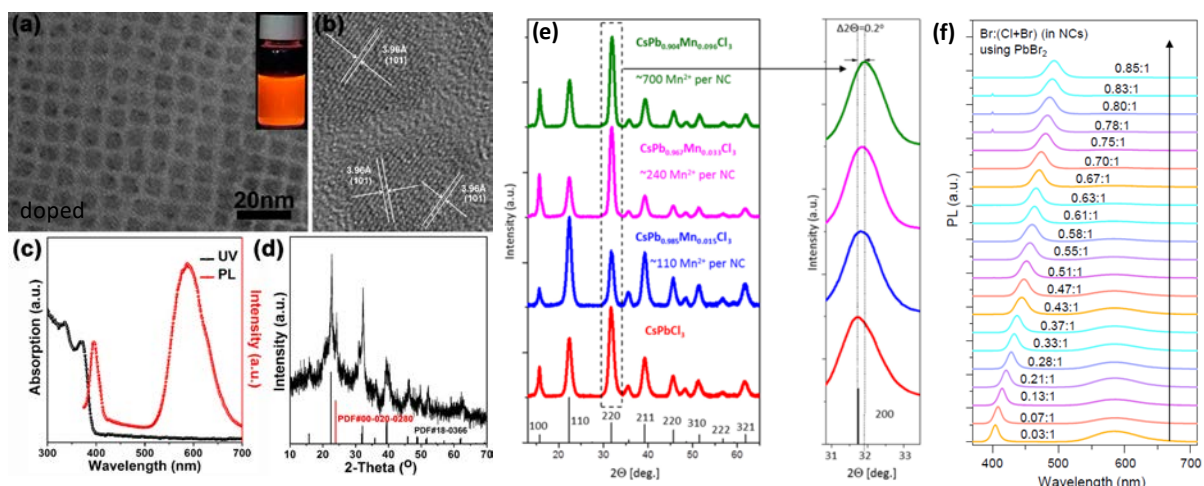 (a)
doped
20nm
(b)
3.96Å
(101)
3.96Å
(101)
3.96Å
(101)
(c)
UV
PL
Absorption (a.u.)
Intensity (a.u.)
300 400 500 600 700
Wavelength (nm)
(d)
Intensity (a.u.)
PDF#00-020-0280
PDF#18-0366
10 20 30 40 50 60 70
2-Theta (O)
(e)
Intensity (a.u.)
CsPb0.904Mn0.096Cl3
~700 Mn2+ per NC
CsPb0.967Mn0.033Cl3
~240 Mn2+ per NC
CsPb0.985Mn0.015Cl3
~110 Mn2+ per NC
CsPbCl3
100
110
220
211
220
310
222
321
20 30 40 50 60
2Θ [deg.]
Δ2Θ=0.2°
Intensity (a.u.)
200
31 32 33
2Θ [deg.]
(f)
Br:(Cl+Br) (in NCs)
using PbBr2
PL (a.u.)
0.85:1
0.83:1
0.80:1
0.78:1
0.75:1
0.70:1
0.67:1
0.63:1
0.61:1
0.58:1
0.55:1
0.51:1
0.47:1
0.43:1
0.37:1
0.33:1
0.28:1
0.21:1
0.13:1
0.07:1
0.03:1
400 500 600 700
Wavelength (nm)